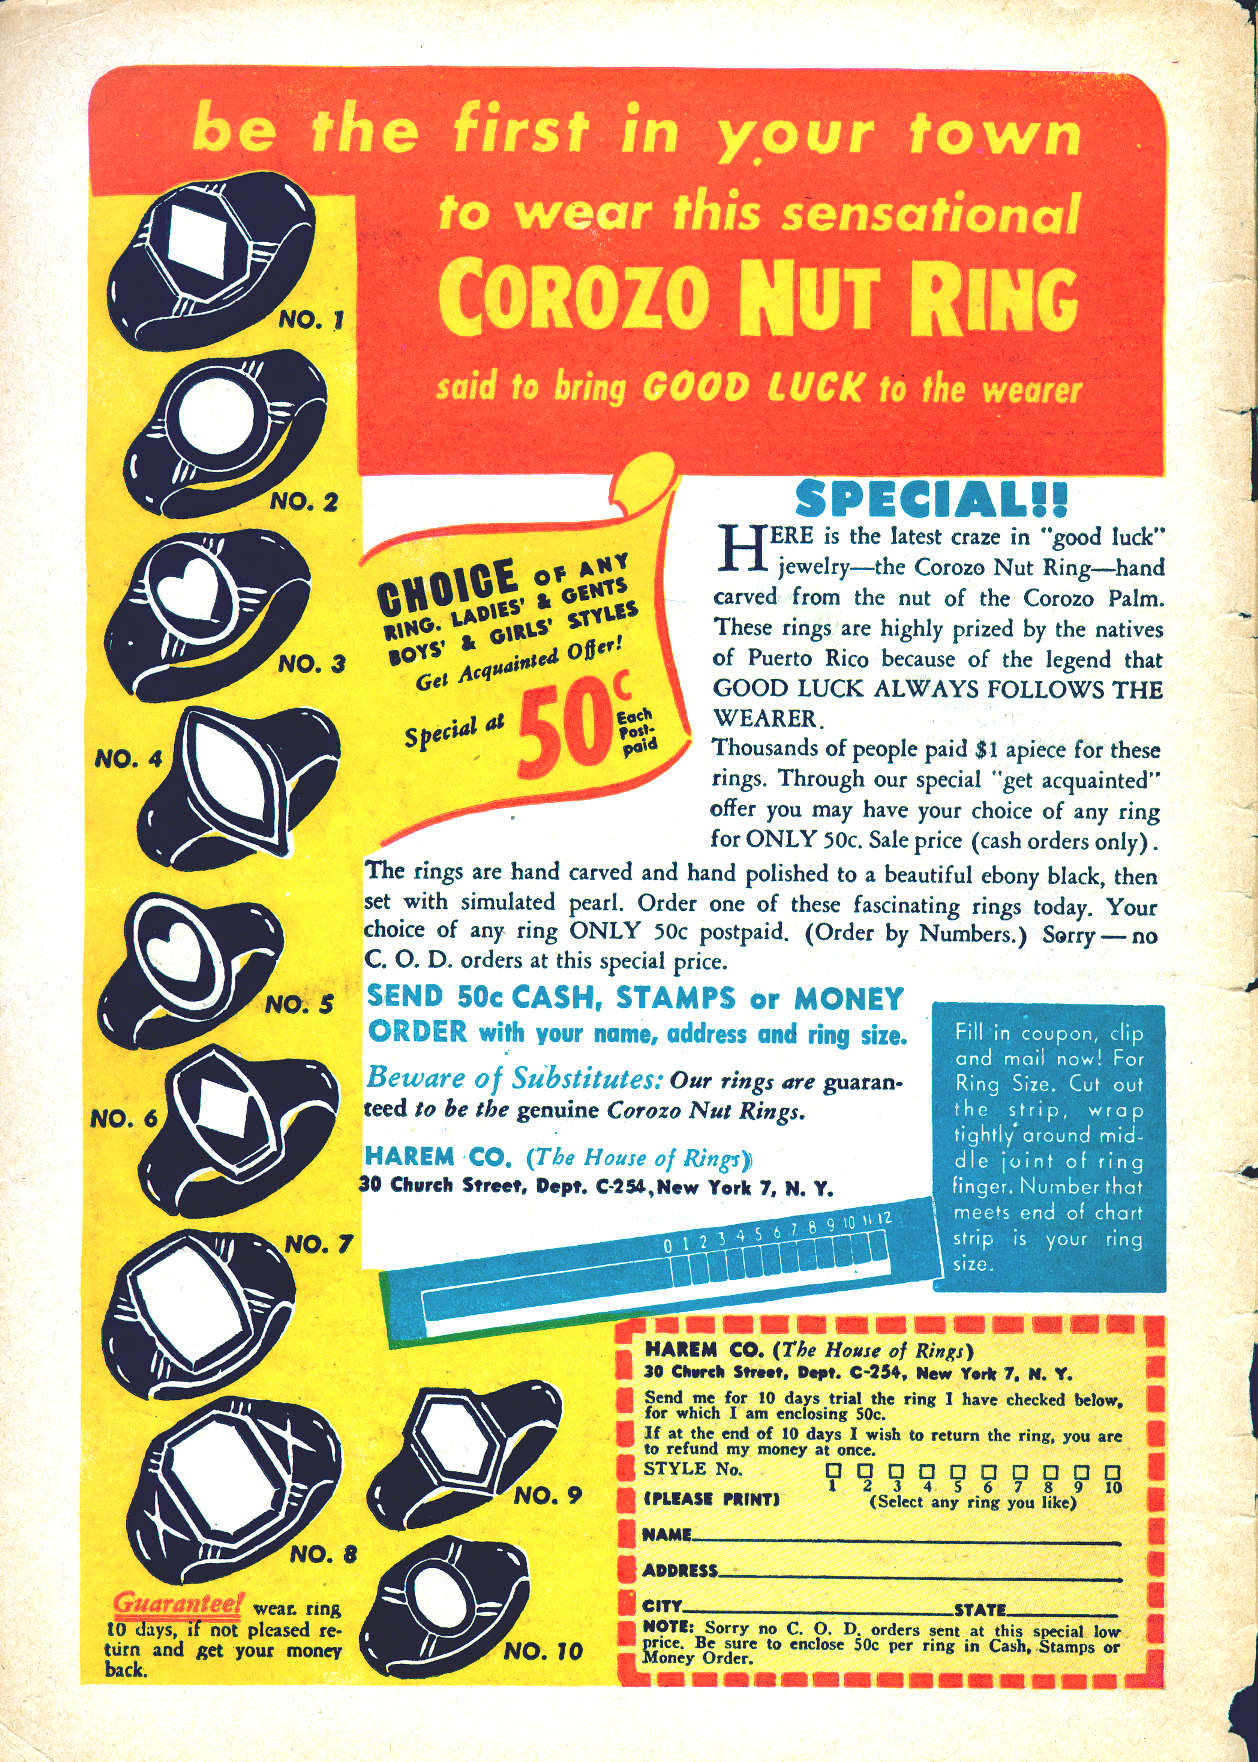 be the first in your town
to wear this sensational
COROZO NUT RING
said to bring GOOD LUCK to the wearer
NO. 1
NO. 2
NO. 3
NO. 4
NO. 5
NO. 6
NO. 7
NO. 8
NO. 9
NO. 10
CHOICE OF ANY
RING. LADIES' & GENTS
BOYS' & GIRLS' STYLES
Get Acquainted Offer!
Special at 50c Each
Post-
paid
SPECIAL!!
HERE is the latest craze in "good luck"
jewelry—the Corozo Nut Ring—hand
carved from the nut of the Corozo Palm.
These rings are highly prized by the natives
of Puerto Rico because of the legend that
GOOD LUCK ALWAYS FOLLOWS THE
WEARER.
Thousands of people paid $1 apiece for these
rings. Through our special "get acquainted"
offer you may have your choice of any ring
for ONLY 50c. Sale price (cash orders only).
The rings are hand carved and hand polished to a beautiful ebony black, then
set with simulated pearl. Order one of these fascinating rings today. Your
choice of any ring ONLY 50c postpaid. (Order by Numbers.) Sorry — no
C. O. D. orders at this special price.
SEND 50c CASH, STAMPS or MONEY
ORDER with your name, address and ring size.
Beware of Substitutes: Our rings are guaran-
teed to be the genuine Corozo Nut Rings.
HAREM CO. (The House of Rings)
30 Church Street, Dept. C-254, New York 7, N. Y.
Fill in coupon, clip
and mail now! For
Ring Size. Cut out
the strip, wrap
tightly around mid-
dle joint of ring
finger. Number that
meets end of chart
strip is your ring
size.
0 1 2 3 4 5 6 7 8 9 10 11 12
Guarantee! wear ring
10 days, if not pleased re-
turn and get your money
back.
HAREM CO. (The House of Rings)
30 Church Street, Dept. C-254, New York 7, N. Y.
Send me for 10 days trial the ring I have checked below,
for which I am enclosing 50c.
If at the end of 10 days I wish to return the ring, you are
to refund my money at once.
STYLE No.
1 2 3 4 5 6 7 8 9 10
(PLEASE PRINT) (Select any ring you like)
NAME
ADDRESS
CITY STATE
NOTE: Sorry no C. O. D. orders sent at this special low
price. Be sure to enclose 50c per ring in Cash, Stamps or
Money Order.